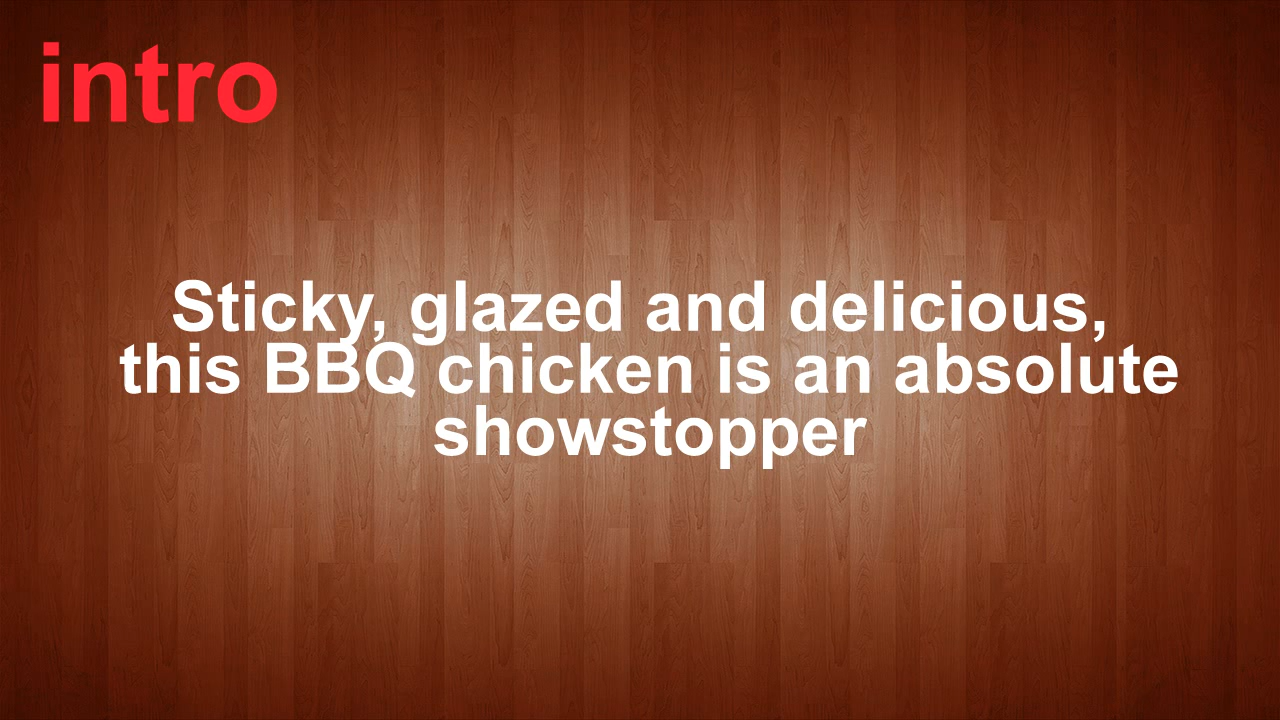 intro
Sticky, glazed and delicious,
this BBQ chicken is an absolute
showstopper